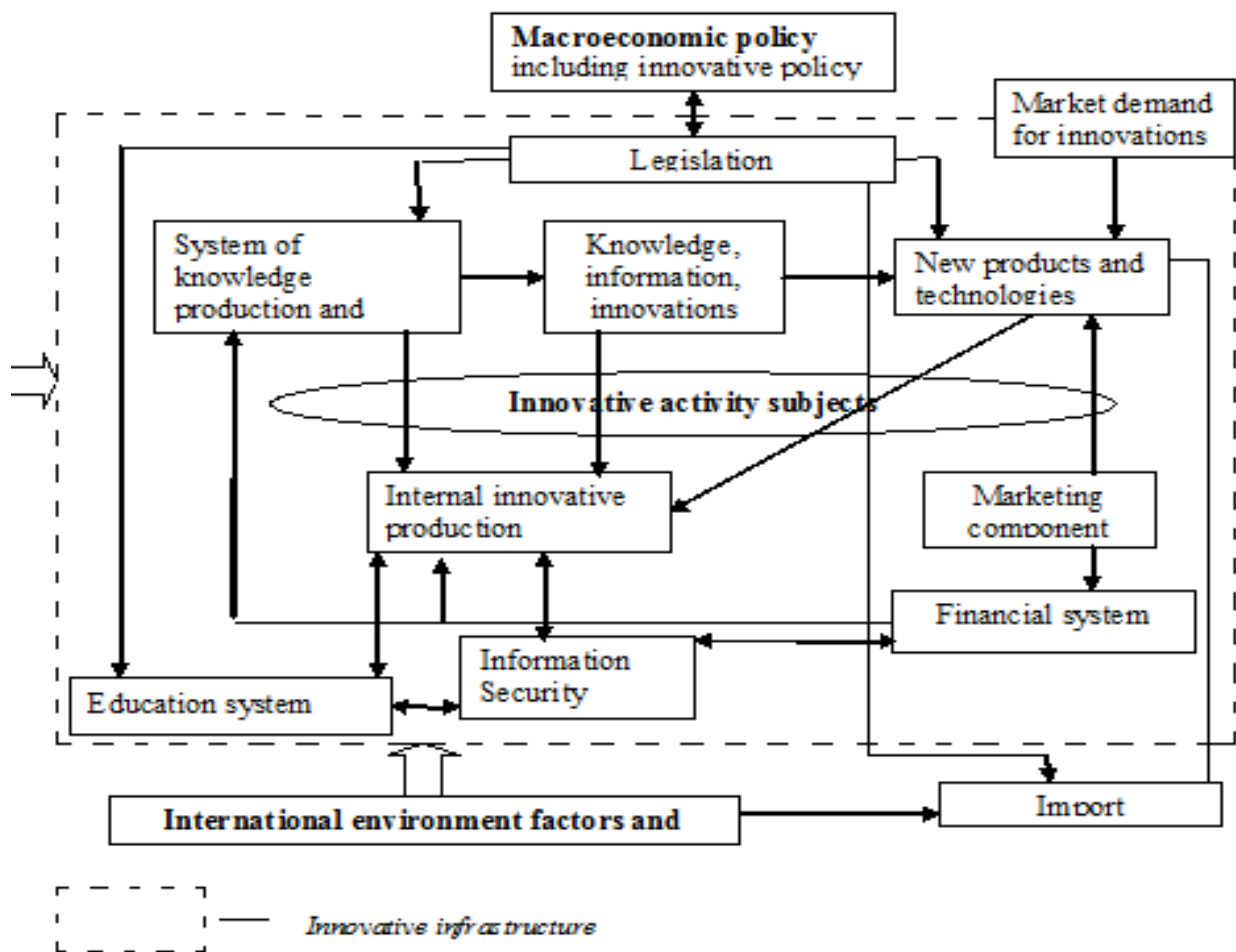 Macroeconomic policy
including innovative policy
Market demand
for innovations
Legislation
System of
knowledge
production and
Knowledge,
information,
innovations
New products and
technologies
Innovative activity subjects
Internal innovative
production
Marketing
component
Financial system
Information
Security
Education system
International environment factors and
Import
Innovative infrastructure